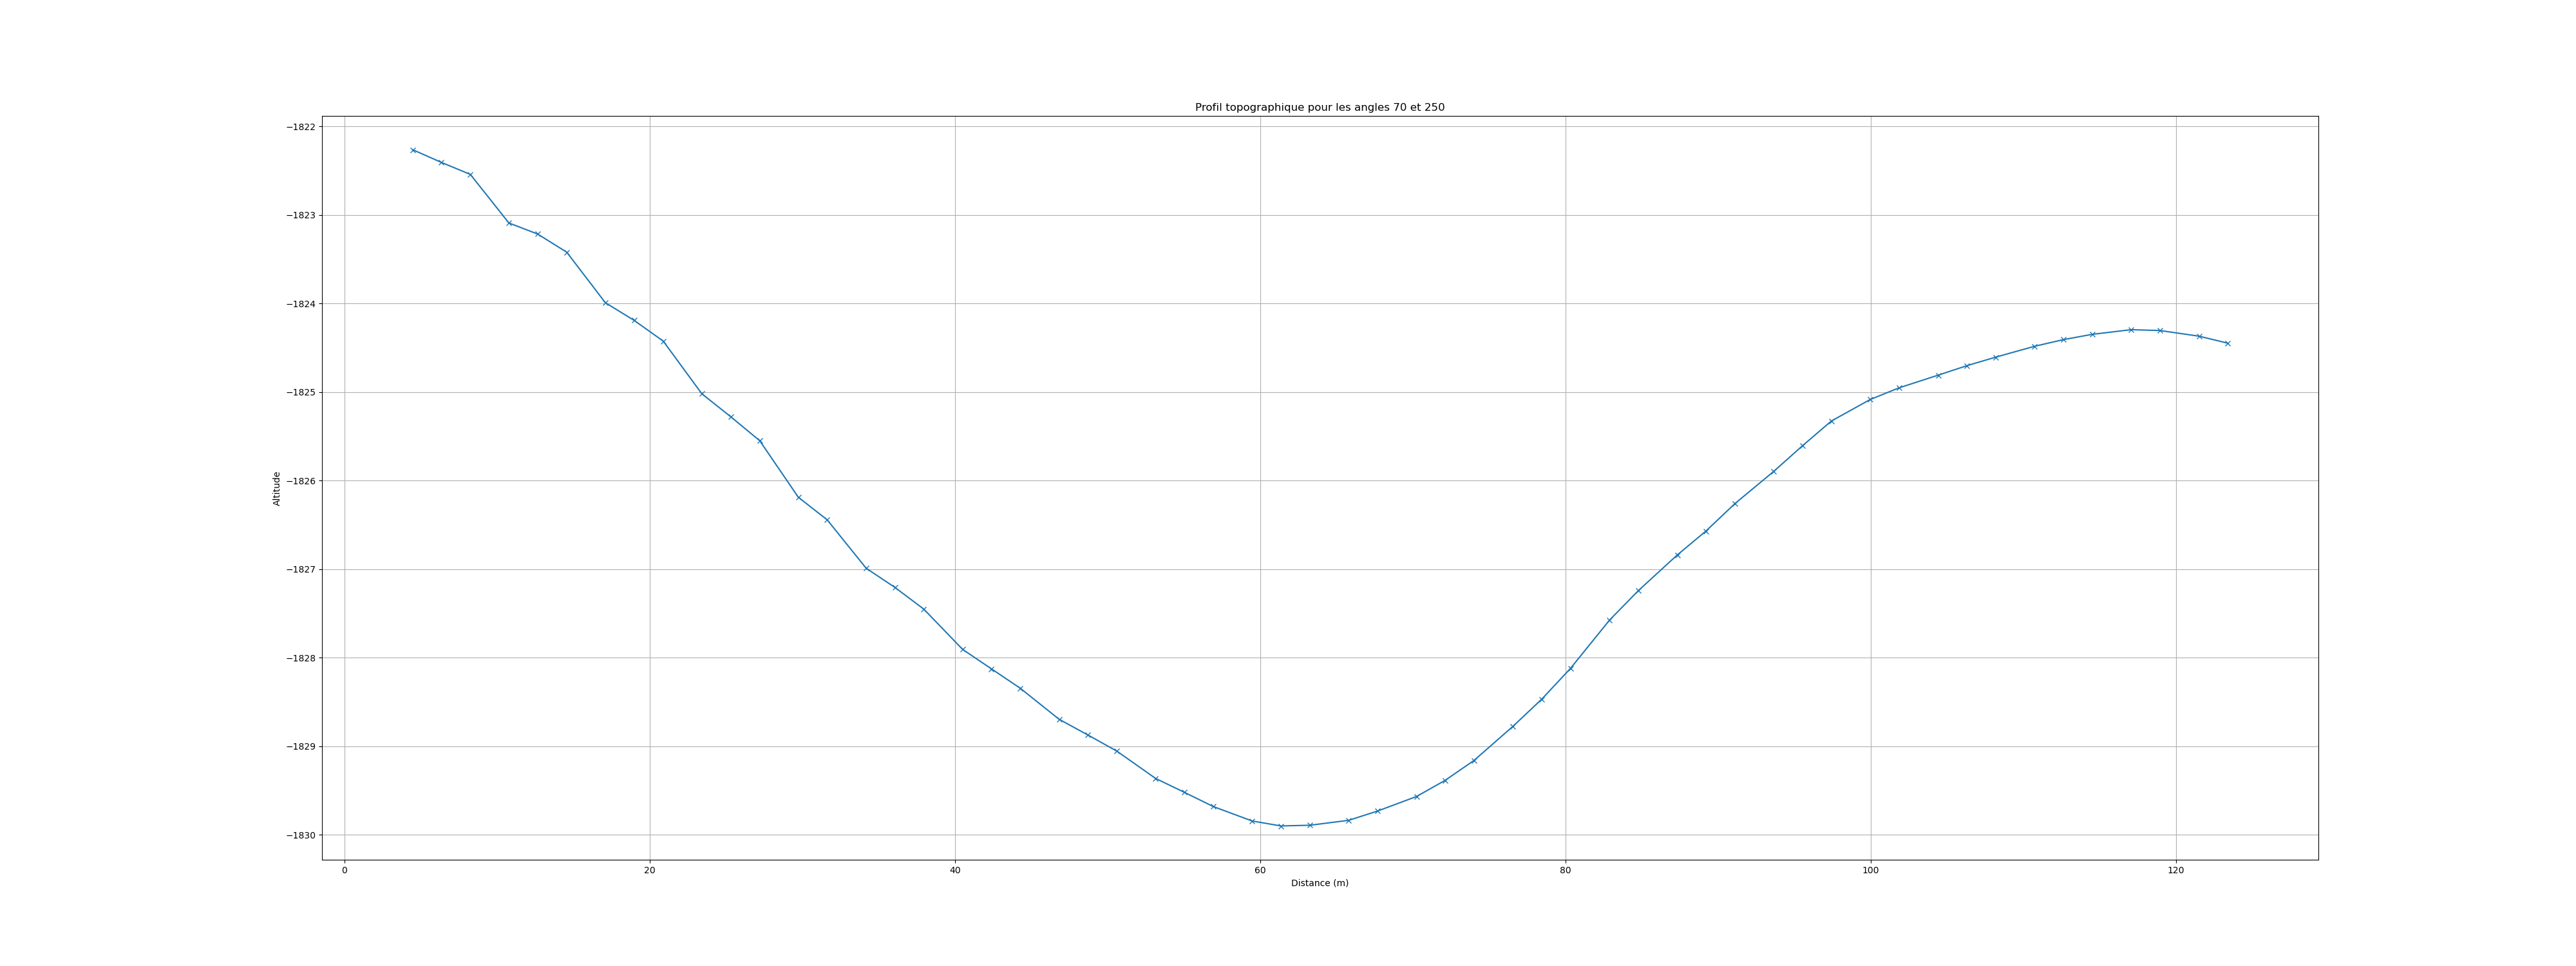 Profil topographique pour les angles 70 et 250
−1822
−1823
−1824
−1825
−1826
−1827
−1828
−1829
−1830
Altitude
0 20 40 60 80 100 120
Distance (m)